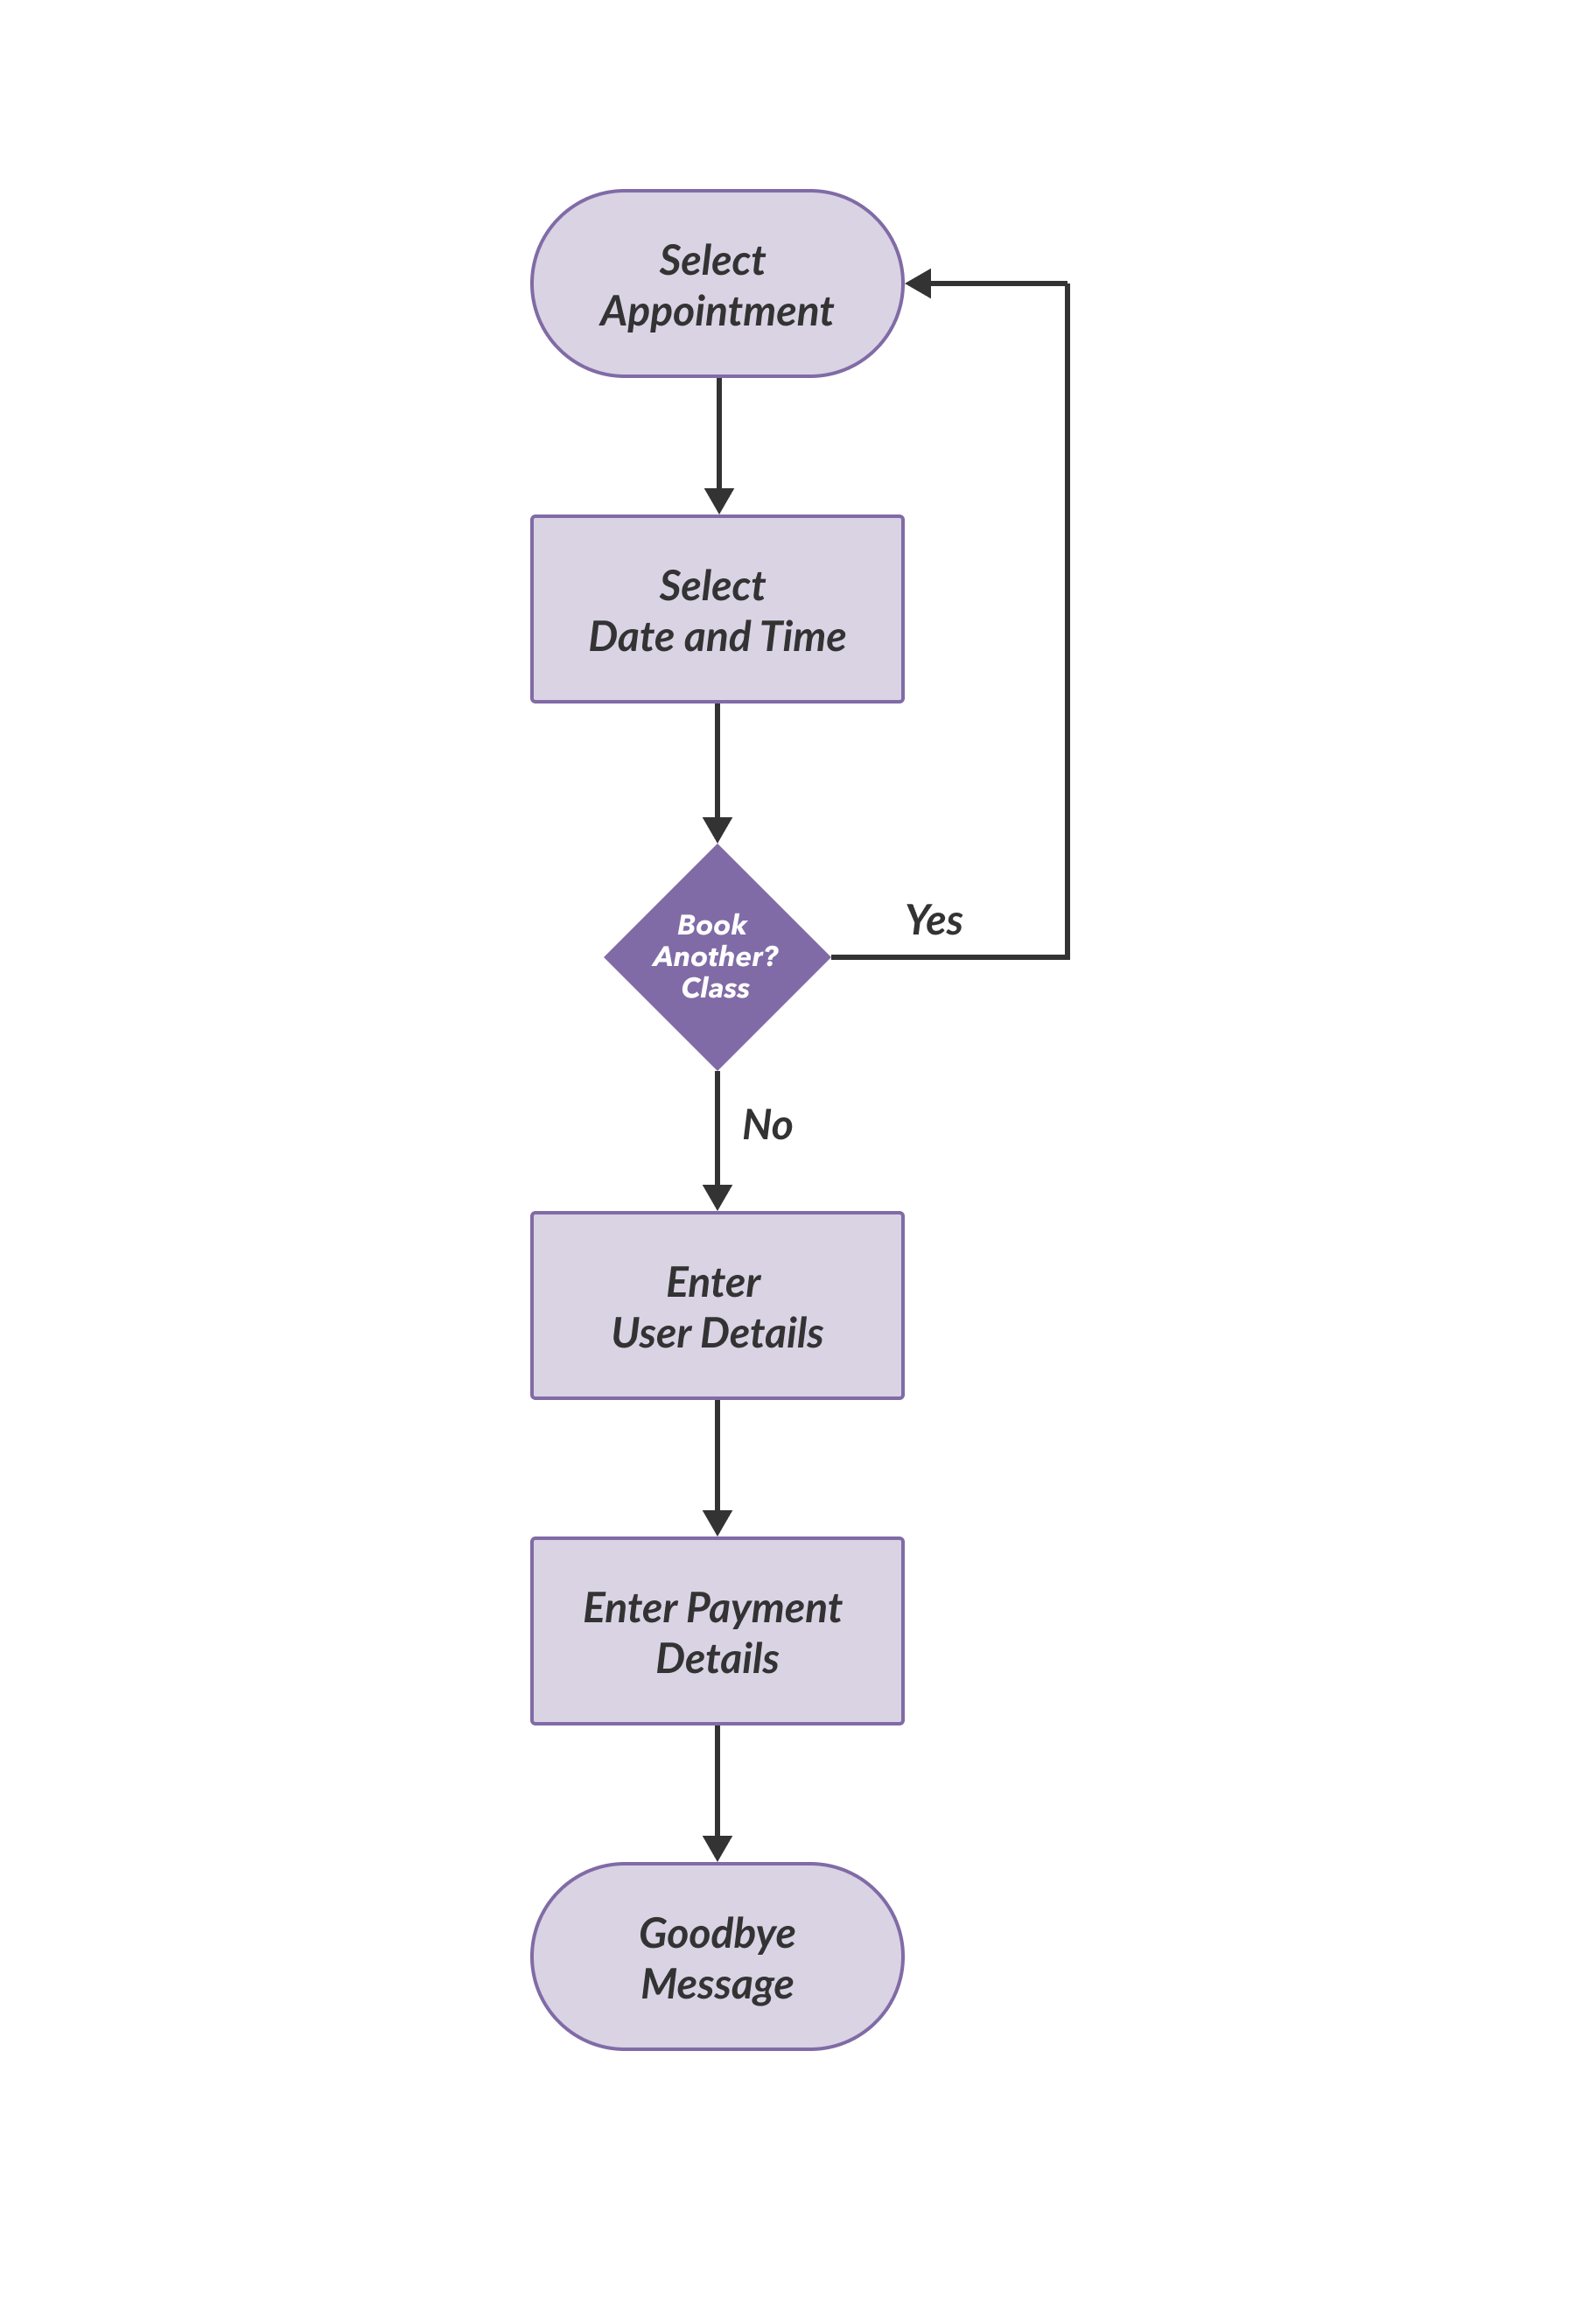 Select
Appointment
Select
Date and Time
Book
Another?
Class
Yes
No
Enter
User Details
Enter Payment
Details
Goodbye
Message